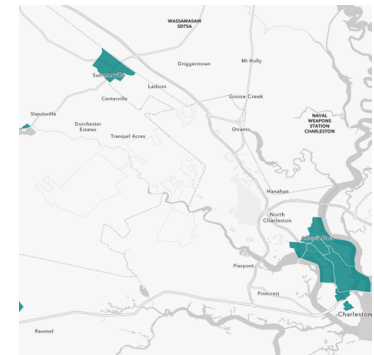 WASSAMASAW
SDTSA
Mt Holly
Driggerstown
Summerville
Ladson
Centerville
Goose Creek
Slandsville
Dorchester
Estates
Otranto
NAVAL
WEAPONS
STATION
CHARLESTON
Tranquil Acres
Hanahan
North
Charleston
Pierpont
Pinecrest
Charleston
Ravenel